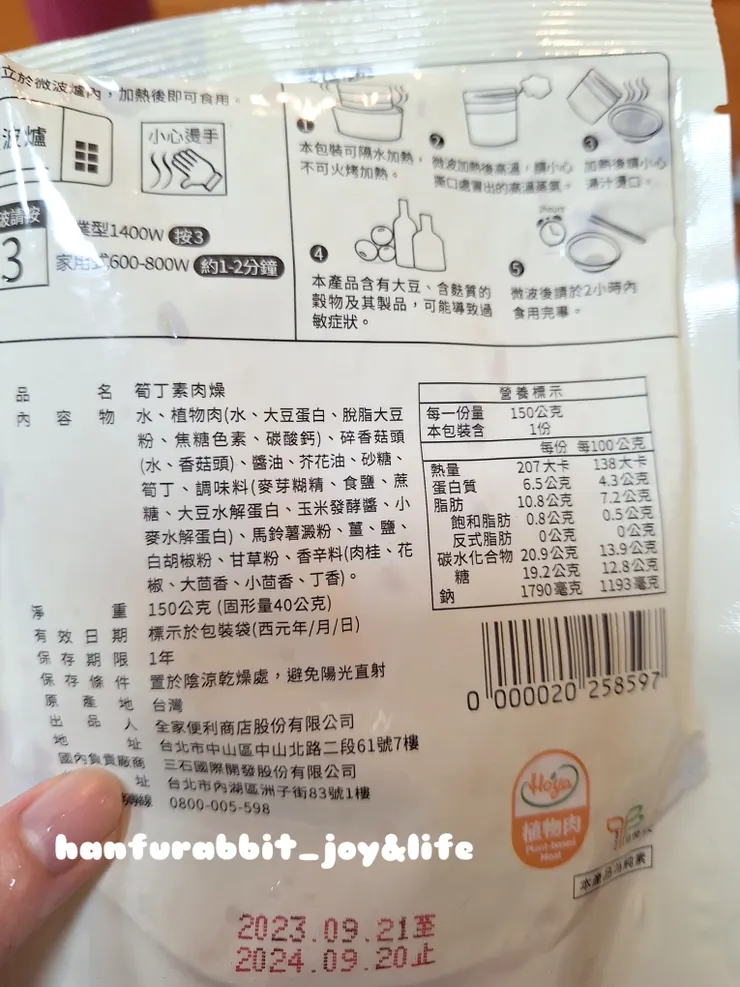 立於微波爐內，加熱後即可食用。
波爐
小心燙手
波請按
3
業型1400W 按3
家用式600-800W 約1-2分鐘
1
本包裝可隔水加熱，
不可火烤加熱。
2
微波加熱後高溫，請小心
撕口處冒出的高溫蒸氣。
3
加熱後請小心
湯汁燙口。
4
本產品含有大豆、含麩質的
穀物及其製品，可能導致過
敏症狀。
2hours
5
微波後請於2小時內
食用完畢。
品名 筍丁素肉燥
內容物 水、植物肉(水、大豆蛋白、脫脂大豆
粉、焦糖色素、碳酸鈣)、碎香菇頭
(水、香菇頭)、醬油、芥花油、砂糖、
筍丁、調味料(麥芽糊精、食鹽、蔗
糖、大豆水解蛋白、玉米發酵醬、小
麥水解蛋白)、馬鈴薯澱粉、薑、鹽、
白胡椒粉、甘草粉、香辛料(肉桂、花
椒、大茴香、小茴香、丁香)。
淨重 150公克 (固形量40公克)
有效日期 標示於包裝袋(西元年/月/日)
保存期限 1年
保存條件 置於陰涼乾燥處，避免陽光直射
原產地 台灣
出品人 全家便利商店股份有限公司
地址 台北市中山區中山北路二段61號7樓
國內負責廠商 三石國際開發股份有限公司
址 台北市內湖區洲子街83號1樓
專線 0800-005-598
營養標示
每一份量 150公克
本包裝含 1份
每份 每100公克
熱量 207大卡 138大卡
蛋白質 6.5公克 4.3公克
脂肪 10.8公克 7.2公克
飽和脂肪 0.8公克 0.5公克
反式脂肪 0公克 0公克
碳水化合物 20.9公克 13.9公克
糖 19.2公克 12.8公克
鈉 1790毫克 1193毫克
0 000020 258597
Hoya
植物肉
Plant-based
Meat
本產品為純素
hanfurabbit_joy&life
2023.09.21至
2024.09.20止